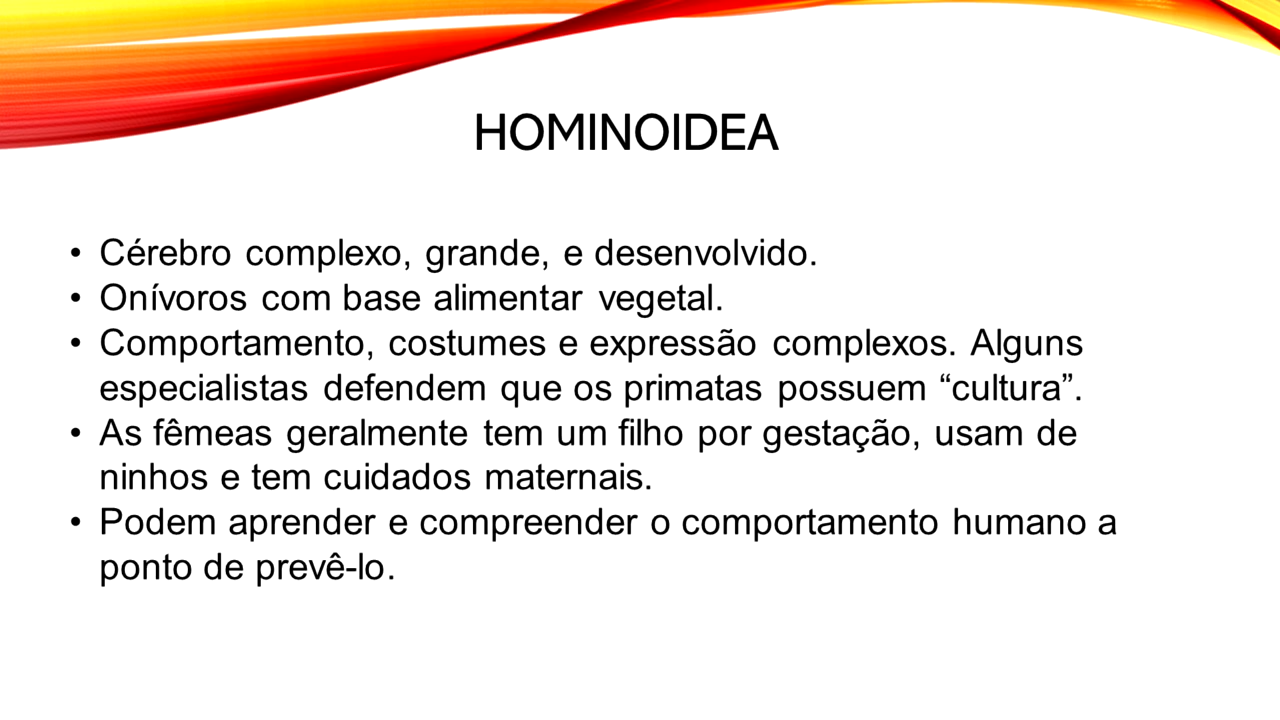 HOMINOIDEA
• Cérebro complexo, grande, e desenvolvido.
• Onívoros com base alimentar vegetal.
• Comportamento, costumes e expressão complexos. Alguns
especialistas defendem que os primatas possuem “cultura”.
• As fêmeas geralmente tem um filho por gestação, usam de
ninhos e tem cuidados maternais.
• Podem aprender e compreender o comportamento humano a
ponto de prevê-lo.